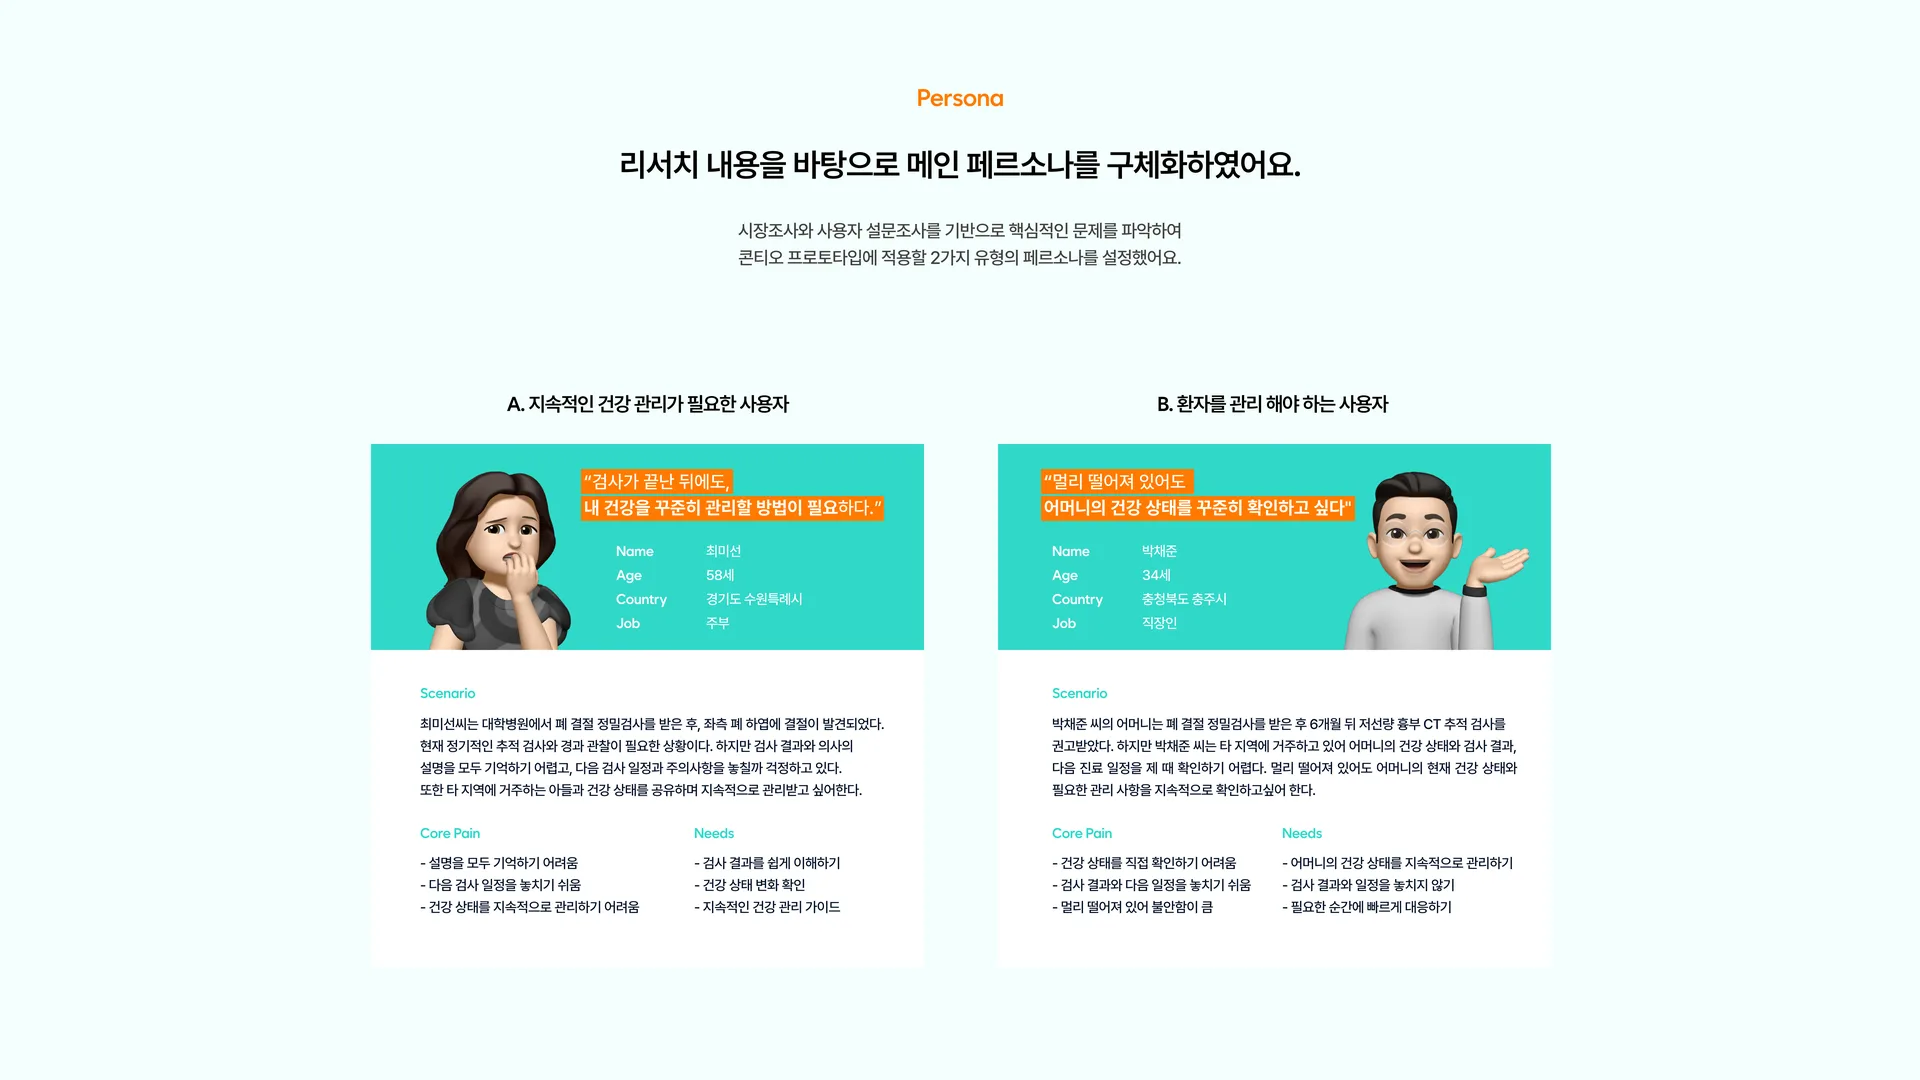 Persona
리서치 내용을 바탕으로 메인 페르소나를 구체화하였어요.
시장조사와 사용자 설문조사를 기반으로 핵심적인 문제를 파악하여
콘티오 프로토타입에 적용할 2가지 유형의 페르소나를 설정했어요.
A. 지속적인 건강 관리가 필요한 사용자
“검사가 끝난 뒤에도,
내 건강을 꾸준히 관리할 방법이 필요하다.”
Name 최미선
Age 58세
Country 경기도 수원특례시
Job 주부
Scenario
최미선씨는 대학병원에서 폐 결절 정밀검사를 받은 후, 좌측 폐 하엽에 결절이 발견되었다.
현재 정기적인 추적 검사와 경과 관찰이 필요한 상황이다. 하지만 검사 결과와 의사의
설명을 모두 기억하기 어렵고, 다음 검사 일정과 주의사항을 놓칠까 걱정하고 있다.
또한 타 지역에 거주하는 아들과 건강 상태를 공유하며 지속적으로 관리받고 싶어한다.
Core Pain
- 설명을 모두 기억하기 어려움
- 다음 검사 일정을 놓치기 쉬움
- 건강 상태를 지속적으로 관리하기 어려움
Needs
- 검사 결과를 쉽게 이해하기
- 건강 상태 변화 확인
- 지속적인 건강 관리 가이드
B. 환자를 관리 해야 하는 사용자
“멀리 떨어져 있어도
어머니의 건강 상태를 꾸준히 확인하고 싶다"
Name 박채준
Age 34세
Country 충청북도 충주시
Job 직장인
Scenario
박채준 씨의 어머니는 폐 결절 정밀검사를 받은 후 6개월 뒤 저선량 흉부 CT 추적 검사를
권고받았다. 하지만 박채준 씨는 타 지역에 거주하고 있어 어머니의 건강 상태와 검사 결과,
다음 진료 일정을 제 때 확인하기 어렵다. 멀리 떨어져 있어도 어머니의 현재 건강 상태와
필요한 관리 사항을 지속적으로 확인하고싶어 한다.
Core Pain
- 건강 상태를 직접 확인하기 어려움
- 검사 결과와 다음 일정을 놓치기 쉬움
- 멀리 떨어져 있어 불안함이 큼
Needs
- 어머니의 건강 상태를 지속적으로 관리하기
- 검사 결과와 일정을 놓치지 않기
- 필요한 순간에 빠르게 대응하기